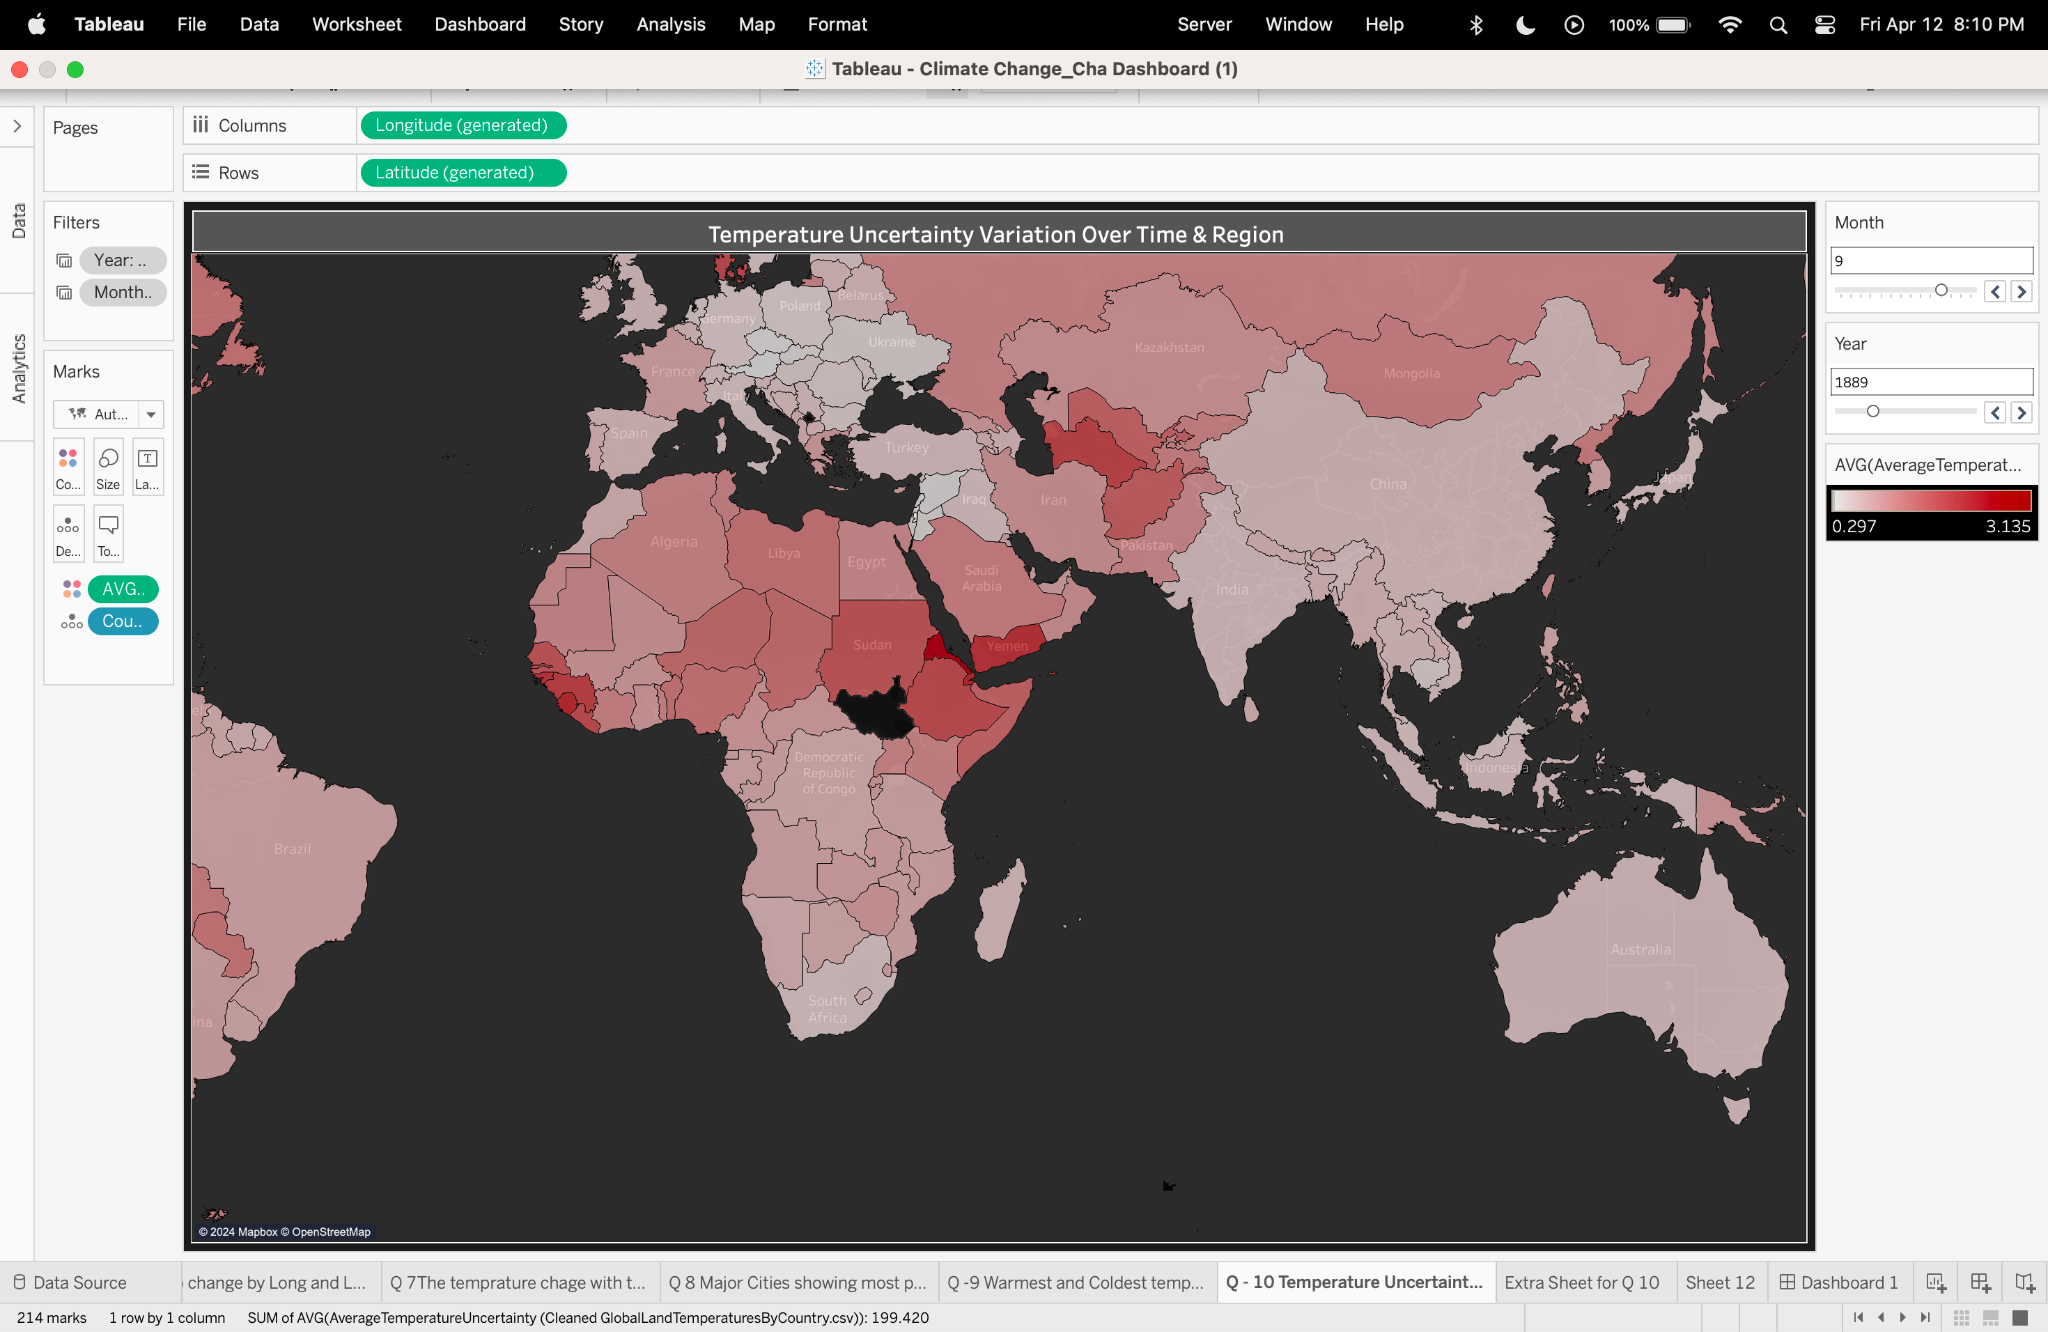 Tableau File Data Worksheet Dashboard Story Analysis Map Format Server Window Help 100% Fri Apr 12 8:10 PM
Tableau - Climate Change_Cha Dashboard (1)
Pages
Columns
Longitude (generated)
Rows
Latitude (generated)
Data
Analytics
Filters
Year: ..
Month..
Marks
Aut...
Co...
Size
La...
De...
To...
AVG..
Cou..
Temperature Uncertainty Variation Over Time & Region
Belarus
Poland
Germany
Ukraine
France
Italy
Spain
Turkey
Kazakhstan
Mongolia
China
Japan
Iraq
Iran
Pakistan
India
Algeria
Libya
Egypt
Saudi
Arabia
Sudan
Yemen
Democratic
Republic
of Congo
Indonesia
Brazil
Australia
South
Africa
ina
© 2024 Mapbox © OpenStreetMap
Month
9
Year
1889
AVG(AverageTemperat...
0.297 3.135
Data Source
change by Long and L...
Q 7The temprature chage with t...
Q 8 Major Cities showing most p...
Q -9 Warmest and Coldest temp...
Q - 10 Temperature Uncertaint...
Extra Sheet for Q 10
Sheet 12
Dashboard 1
214 marks 1 row by 1 column SUM of AVG(AverageTemperatureUncertainty (Cleaned GlobalLandTemperaturesByCountry.csv)): 199.420